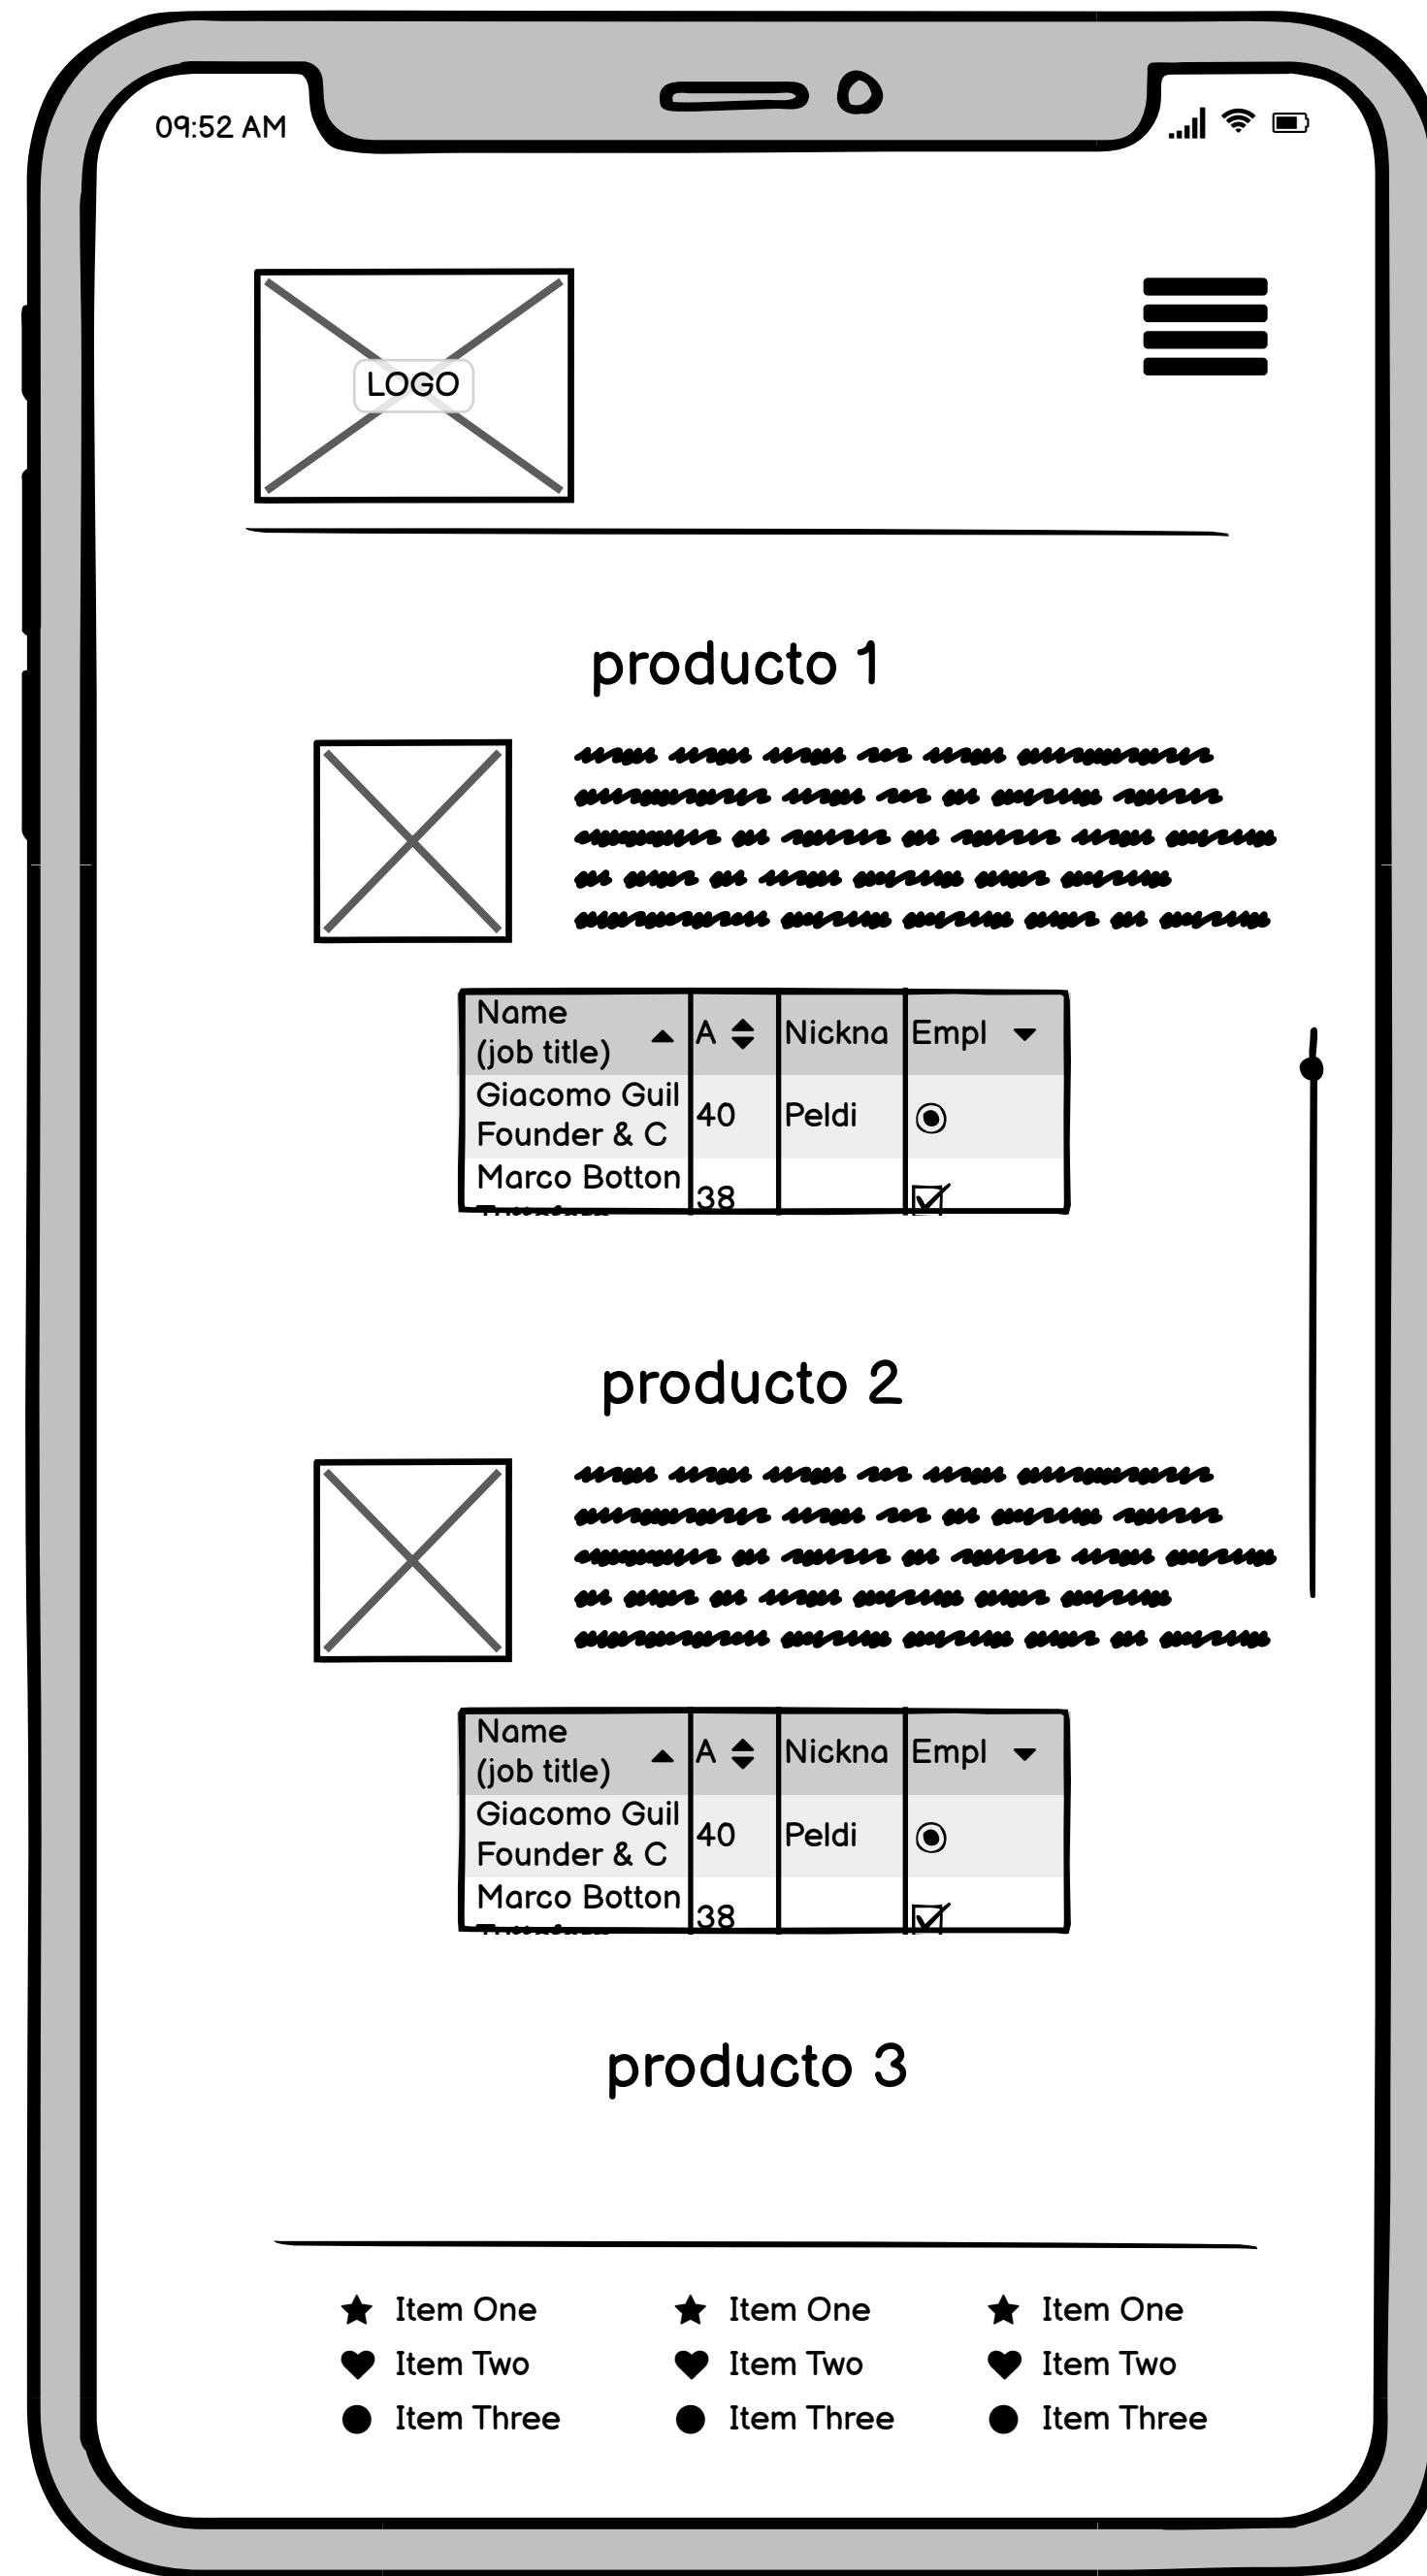 09:52 AM
LOGO
producto 1
Name
(job title)
A
Nickna
Empl
Giacomo Guil
Founder & C
40
Peldi
Marco Botton
38
producto 2
Name
(job title)
A
Nickna
Empl
Giacomo Guil
Founder & C
40
Peldi
Marco Botton
38
producto 3
Item One
Item Two
Item Three
Item One
Item Two
Item Three
Item One
Item Two
Item Three